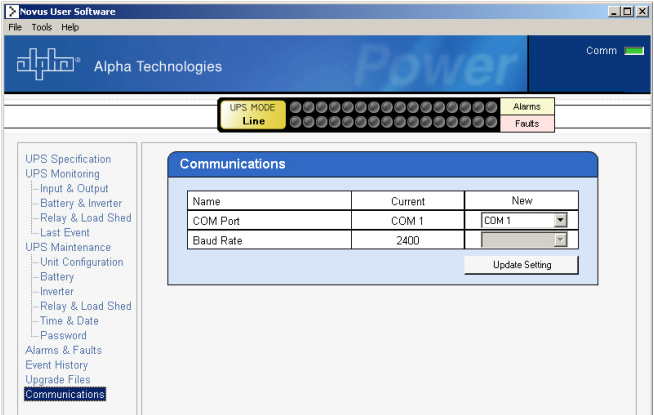 Novus User Software
File Tools Help
Comm
alpha®
Alpha Technologies
Power
UPS MODE
Line
Alarms
Faults
UPS Specification
UPS Monitoring
Input & Output
Battery & Inverter
Relay & Load Shed
Last Event
UPS Maintenance
Unit Configuration
Battery
Inverter
Relay & Load Shed
Time & Date
Password
Alarms & Faults
Event History
Upgrade Files
Communications
Communications
Name Current New
COM Port COM 1 COM 1
Baud Rate 2400
Update Setting